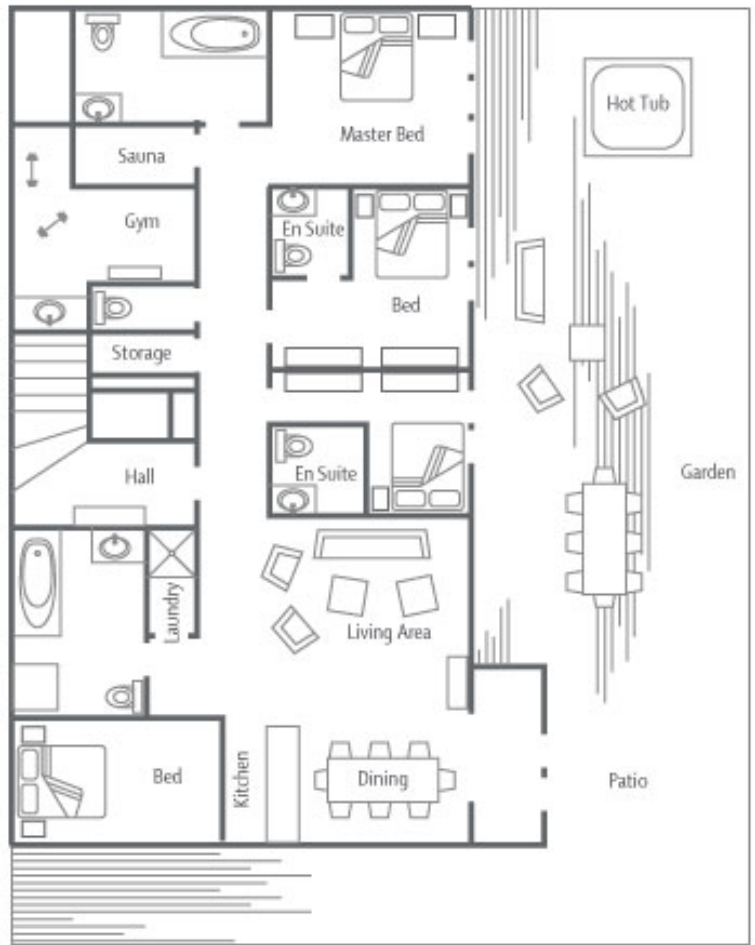 Hot Tub
Master Bed
Sauna
Gym
En Suite
Bed
Storage
Hall
En Suite
Garden
Laundry
Living Area
Bed
Kitchen
Dining
Patio